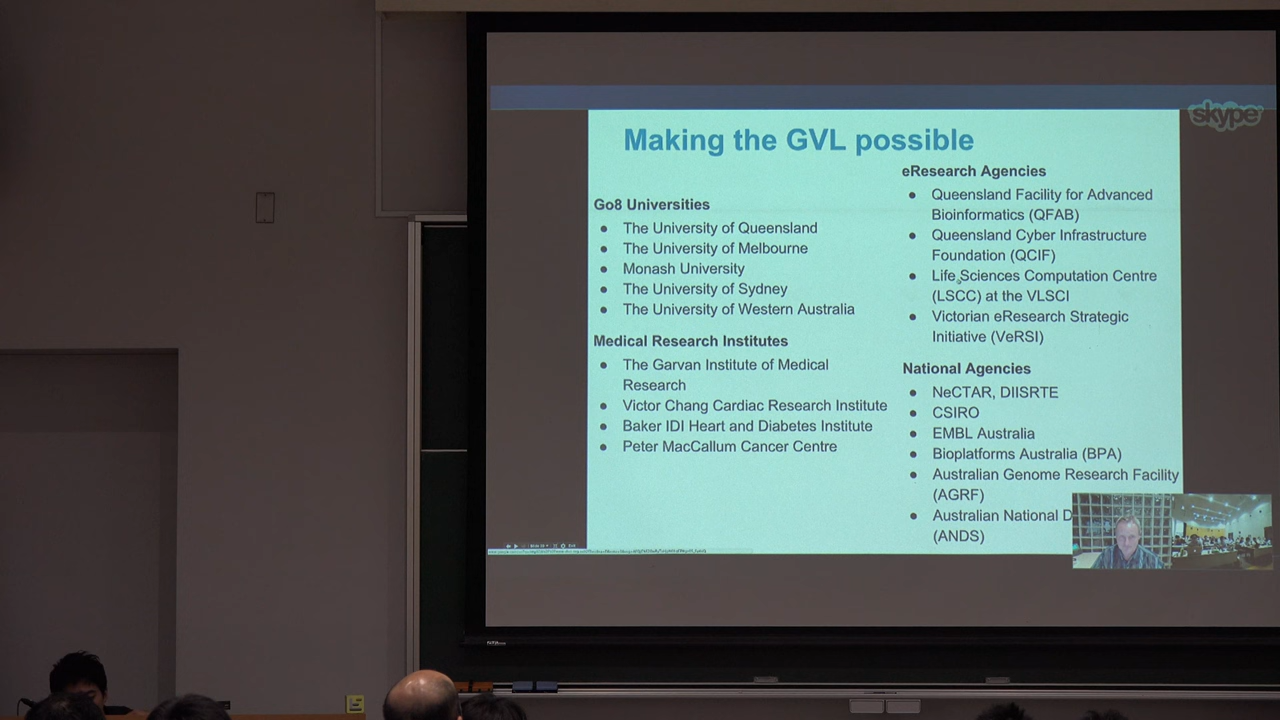 skype
Making the GVL possible
Go8 Universities
● The University of Queensland
● The University of Melbourne
● Monash University
● The University of Sydney
● The University of Western Australia
Medical Research Institutes
● The Garvan Institute of Medical
Research
● Victor Chang Cardiac Research Institute
● Baker IDI Heart and Diabetes Institute
● Peter MacCallum Cancer Centre
eResearch Agencies
● Queensland Facility for Advanced
Bioinformatics (QFAB)
● Queensland Cyber Infrastructure
Foundation (QCIF)
● Life Sciences Computation Centre
(LSCC) at the VLSCI
● Victorian eResearch Strategic
Initiative (VeRSI)
National Agencies
● NeCTAR, DIISRTE
● CSIRO
● EMBL Australia
● Bioplatforms Australia (BPA)
● Australian Genome Research Facility
(AGRF)
● Australian National D
(ANDS)